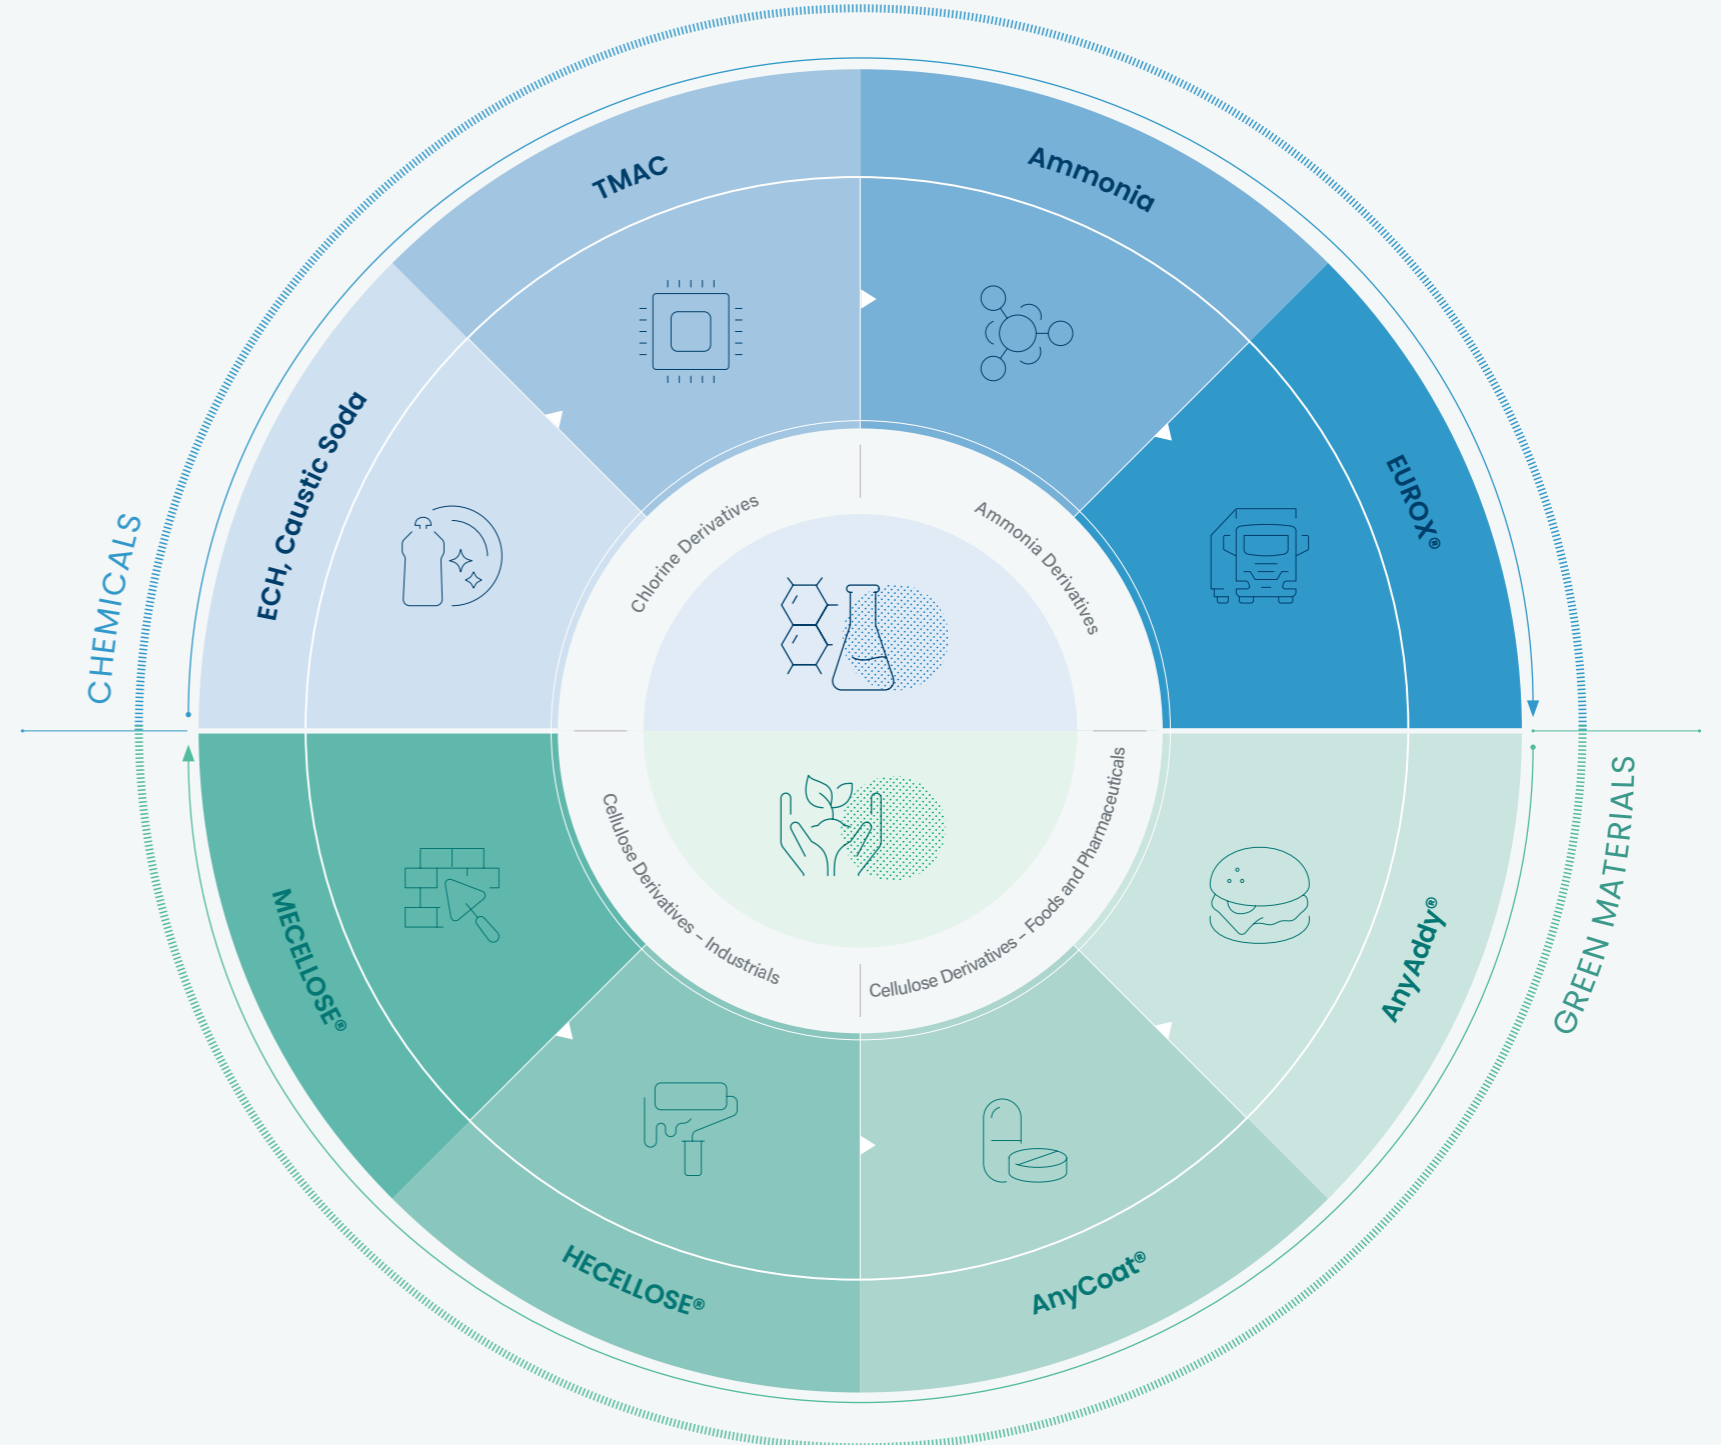 CHEMICALS
ECH, Caustic Soda
TMAC
Ammonia
EUROX®
Chlorine Derivatives
Ammonia Derivatives
GREEN MATERIALS
AnyAddy®
AnyCoat®
HECELLOSE®
MECELLOSE®
Cellulose Derivatives – Foods and Pharmaceuticals
Cellulose Derivatives – Industrials